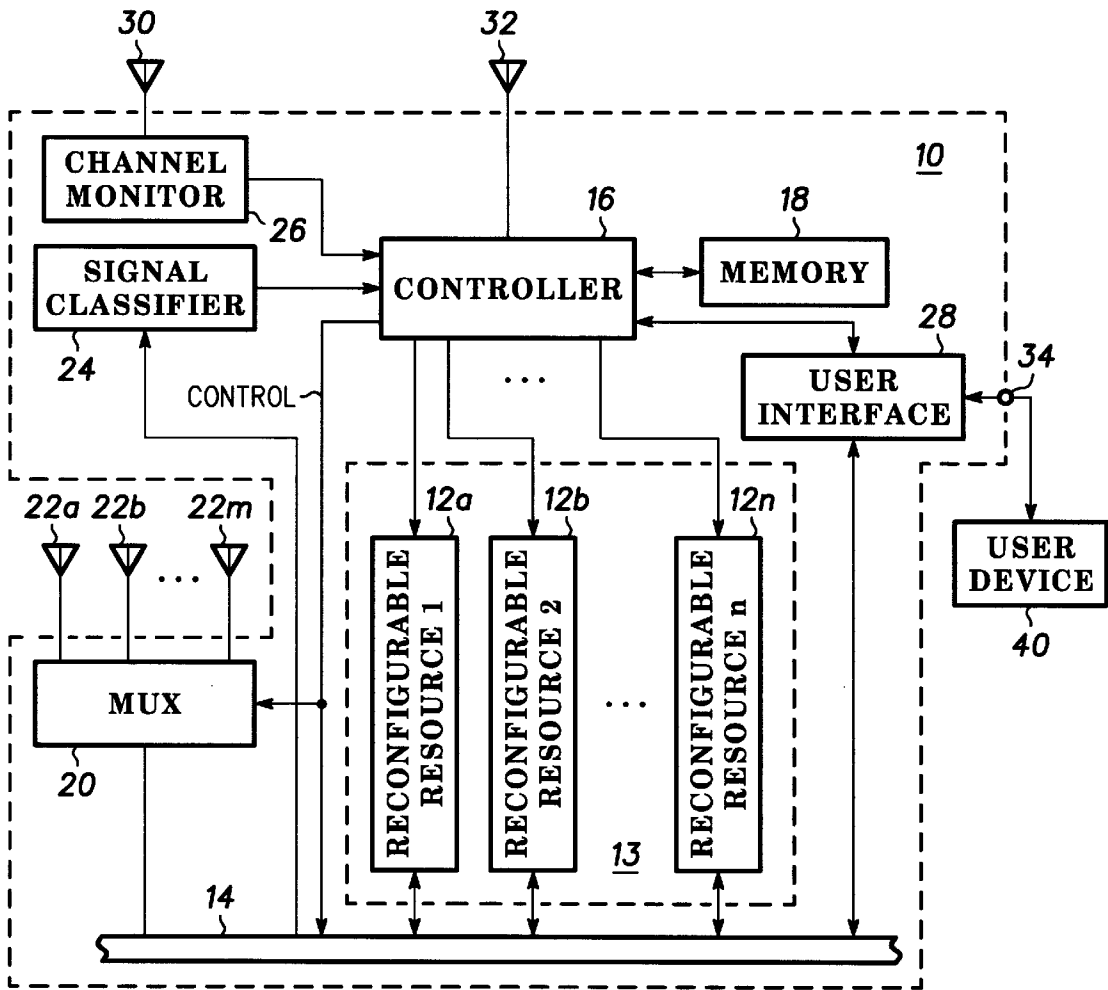 30
32
CHANNEL
MONITOR
26
10
16
18
CONTROLLER
MEMORY
SIGNAL
CLASSIFIER
24
28
34
USER
INTERFACE
CONTROL
...
22a 22b 22m
...
12a 12b 12n
USER
DEVICE
40
MUX
20
RECONFIGURABLE
RESOURCE 1
RECONFIGURABLE
RESOURCE 2
...
RECONFIGURABLE
RESOURCE n
13
14